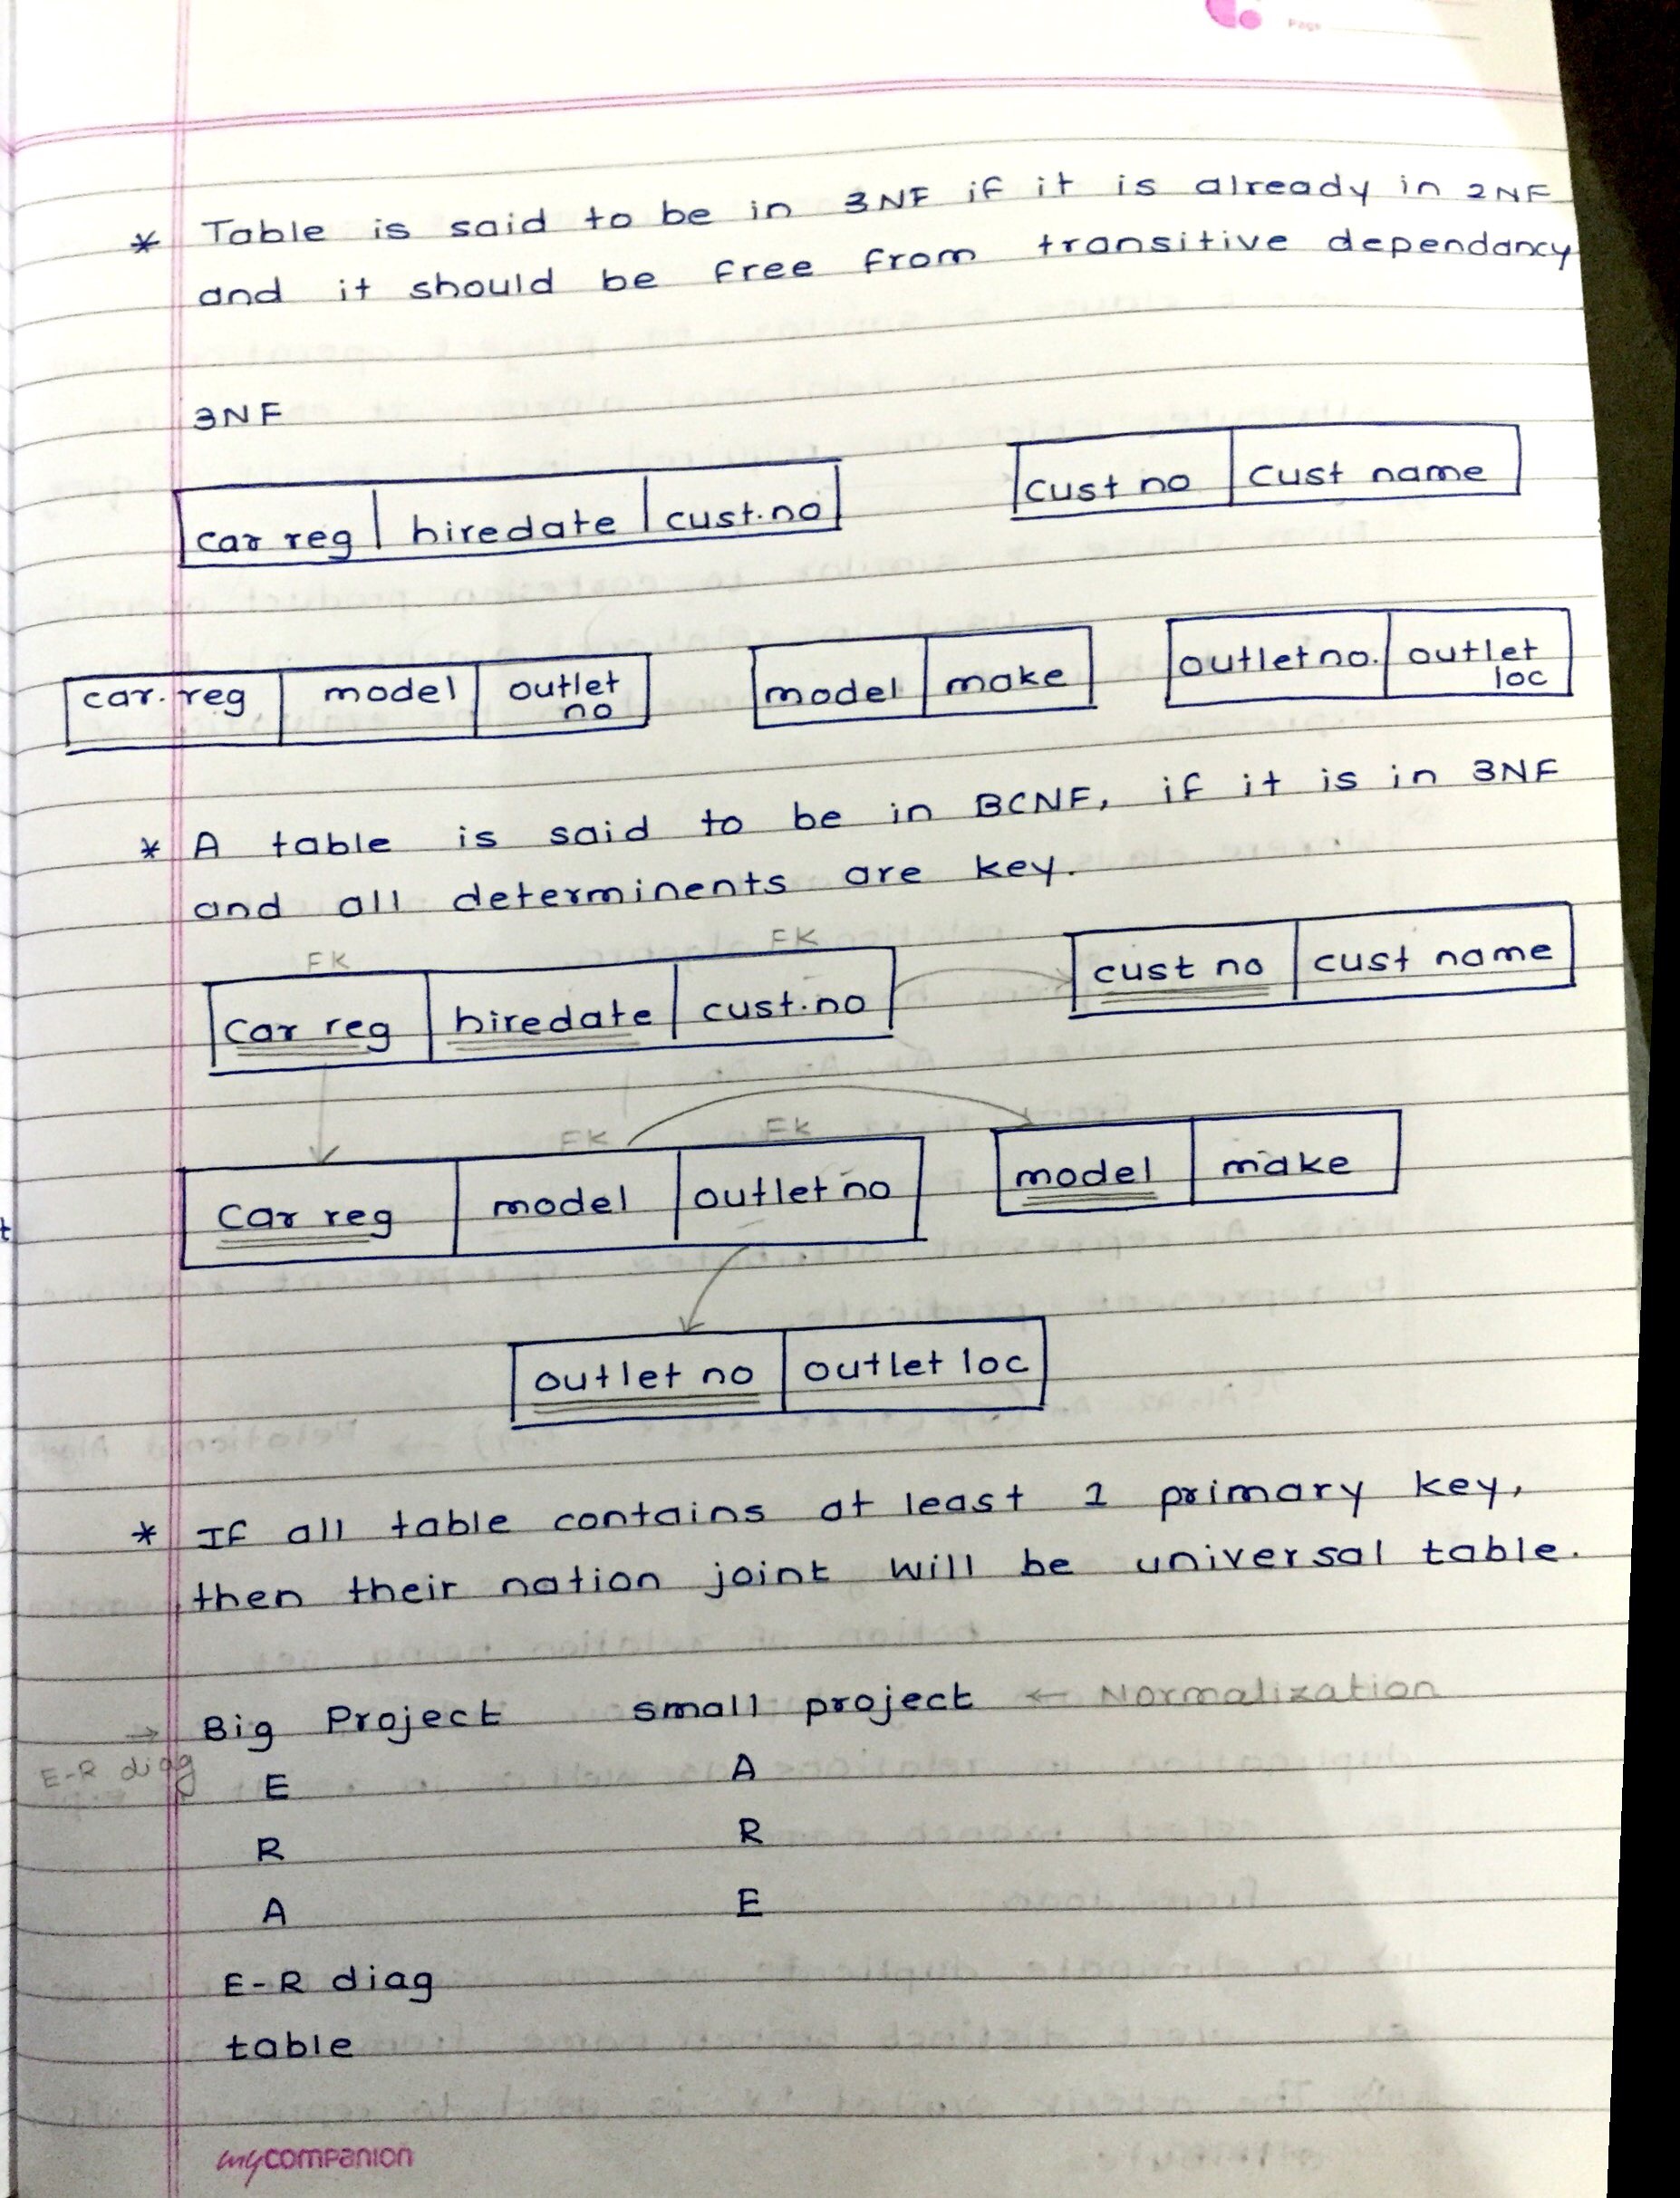 Page
* Table is said to be in 3NF if it is already in 2NF
and it should be free from transitive dependancy
3NF
car reg hiredate cust.no
cust no cust name
car.reg model outlet no
model make
outlet no. outlet loc
* A table is said to be in BCNF, if it is in 3NF
and all determinents are key.
FK FK
car reg hiredate cust.no
cust no cust name
FK FK
car reg model outlet no
model make
outlet no outlet loc
* If all table contains at least 1 primary key,
then their nation joint will be universal table.
→ Big Project small project ← Normalization
E-R diag
E A
R R
A E
E-R diag
table
mycompanion